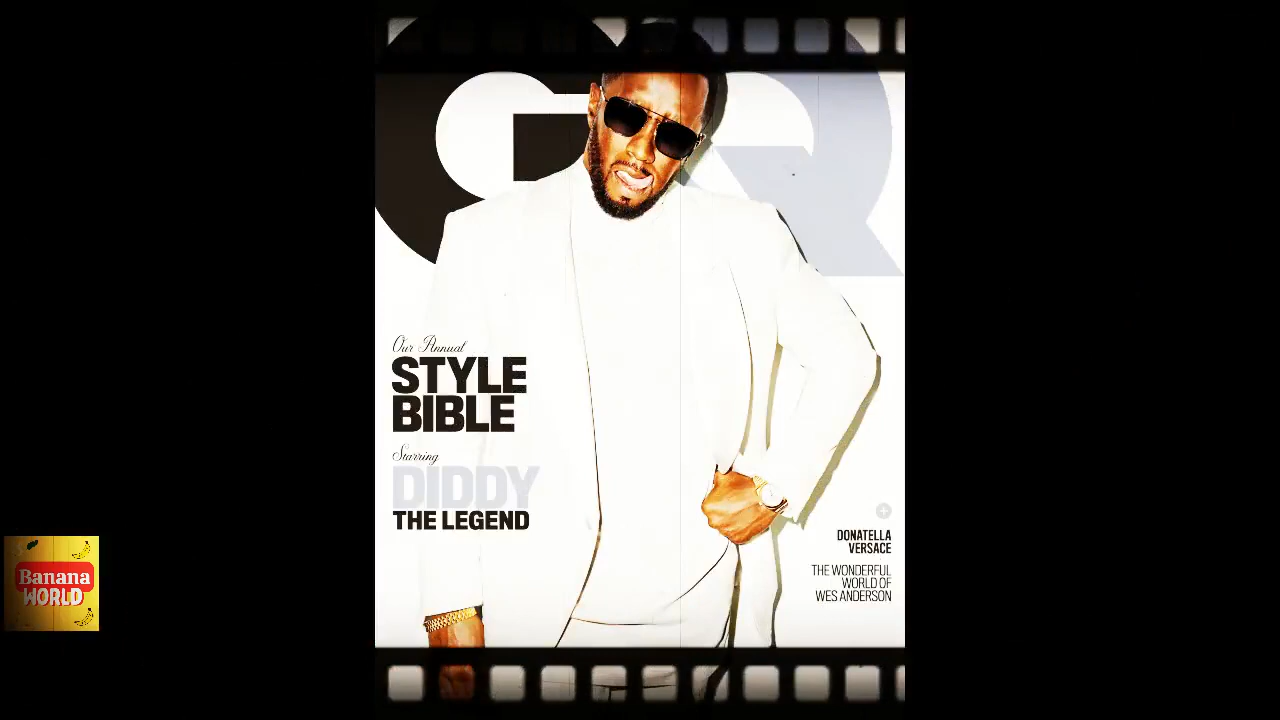 GQ
Our Annual
STYLE
BIBLE
Starring
DIDDY
THE LEGEND
DONATELLA
VERSACE
THE WONDERFUL
WORLD OF
WES ANDERSON
Banana
WORLD